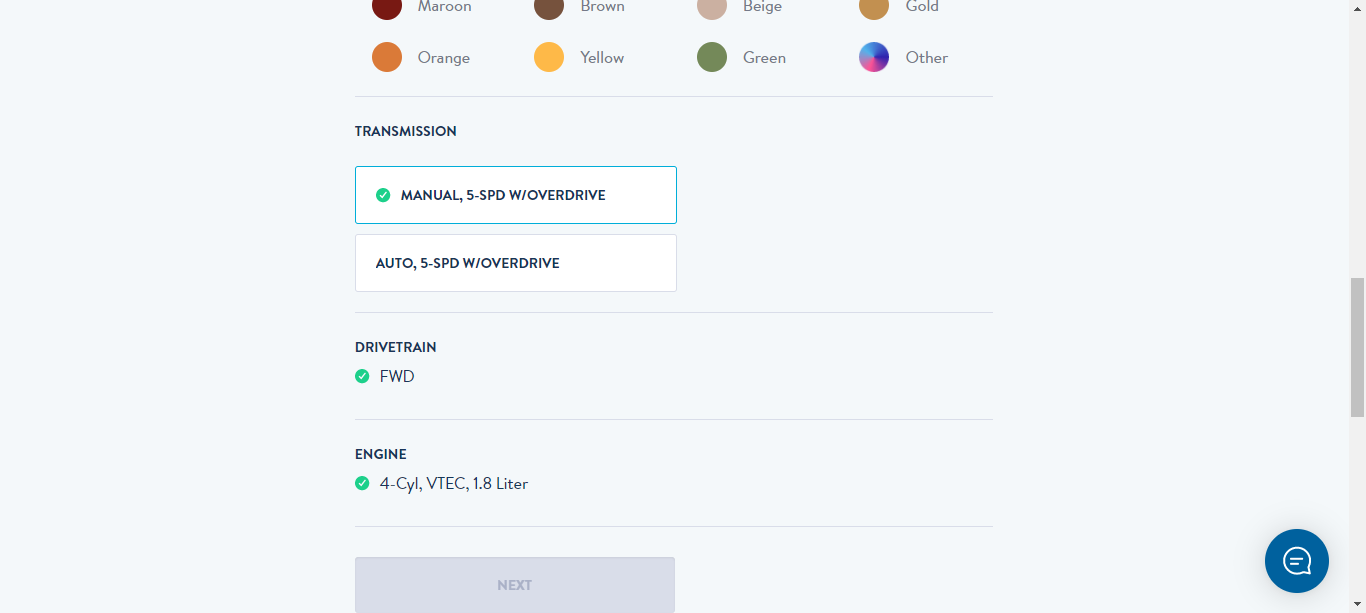 Maroon Brown Beige Gold
Orange Yellow Green Other
TRANSMISSION
MANUAL, 5-SPD W/OVERDRIVE
AUTO, 5-SPD W/OVERDRIVE
DRIVETRAIN
FWD
ENGINE
4-Cyl, VTEC, 1.8 Liter
NEXT